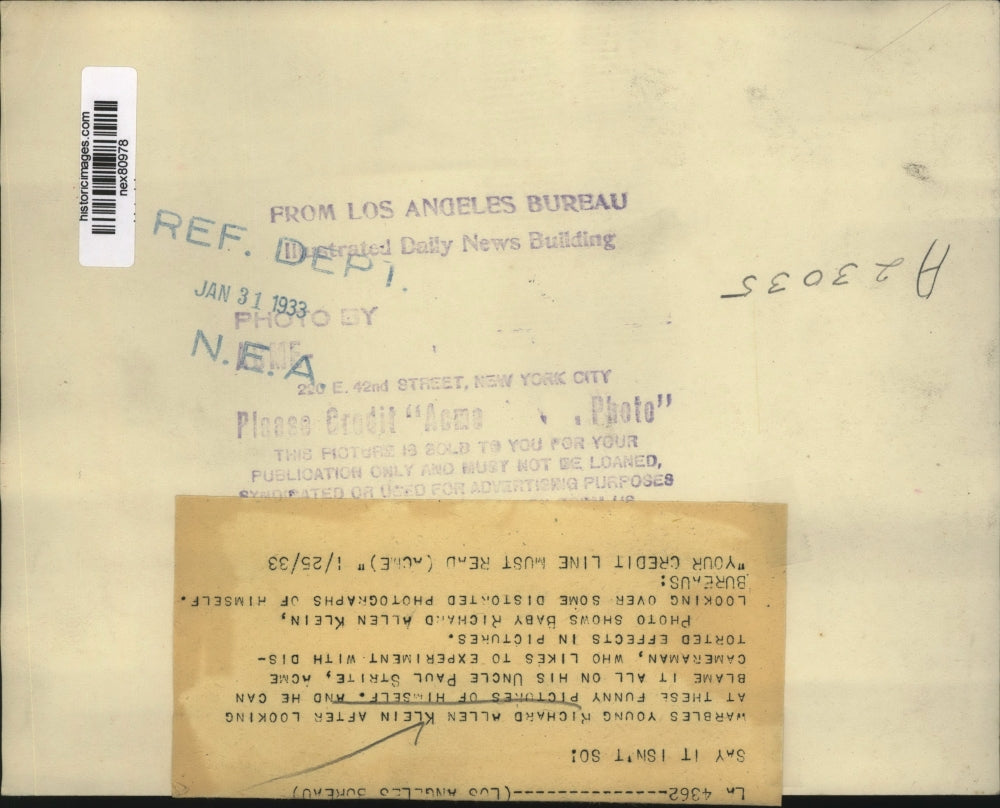 historicimages.com
nex80978
FROM LOS ANGELES BUREAU
Illustrated Daily News Building
REF. DEPT.
JAN 31 1933
N.E.A
PHOTO BY
ACME
220 E. 42nd STREET, NEW YORK CITY
Please Credit "Acme Photo"
THIS PICTURE IS SOLD TO YOU FOR YOUR
PUBLICATION ONLY AND MUST NOT BE LOANED,
SYNDICATED OR USED FOR ADVERTISING PURPOSES
A23035
LA 4362----------------(LOS ANGELES BUREAU)
SAY IT ISN'T SO!
WARBLES YOUNG RICHARD ALLEN KLEIN AFTER LOOKING
AT THESE FUNNY PICTURES OF HIMSELF. AND HE CAN
BLAME IT ALL ON HIS UNCLE PAUL STRITE, ACME
CAMERAMAN, WHO LIKES TO EXPERIMENT WITH DIS-
TORTED EFFECTS IN PICTURES.
PHOTO SHOWS BABY RICHARD ALLEN KLEIN,
LOOKING OVER SOME DISTORTED PHOTOGRAPHS OF HIMSELF.
BUREAUS:
"YOUR CREDIT LINE MUST READ (ACME)" 1/25/33